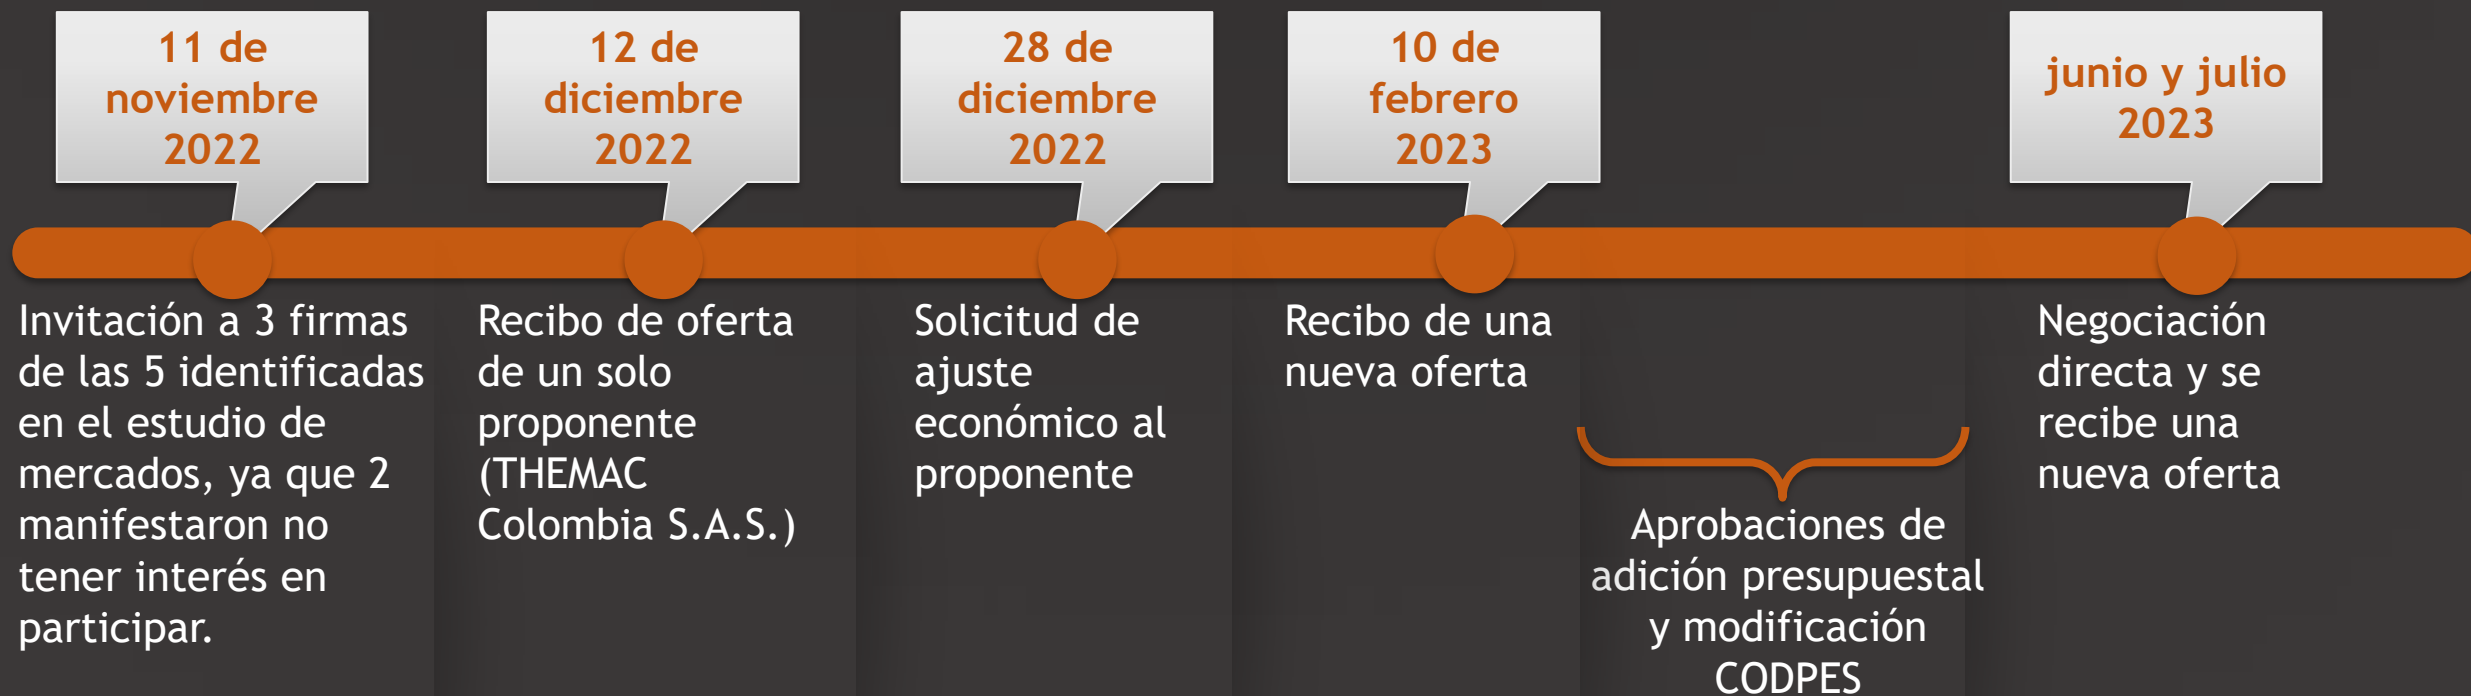 11 de
noviembre
2022
Invitación a 3 firmas
de las 5 identificadas
en el estudio de
mercados, ya que 2
manifestaron no
tener interés en
participar.
12 de
diciembre
2022
Recibo de oferta
de un solo
proponente
(THEMAC
Colombia S.A.S.)
28 de
diciembre
2022
Solicitud de
ajuste
económico al
proponente
10 de
febrero
2023
Recibo de una
nueva oferta
Aprobaciones de
adición presupuestal
y modificación
CODPES
junio y julio
2023
Negociación
directa y se
recibe una
nueva oferta